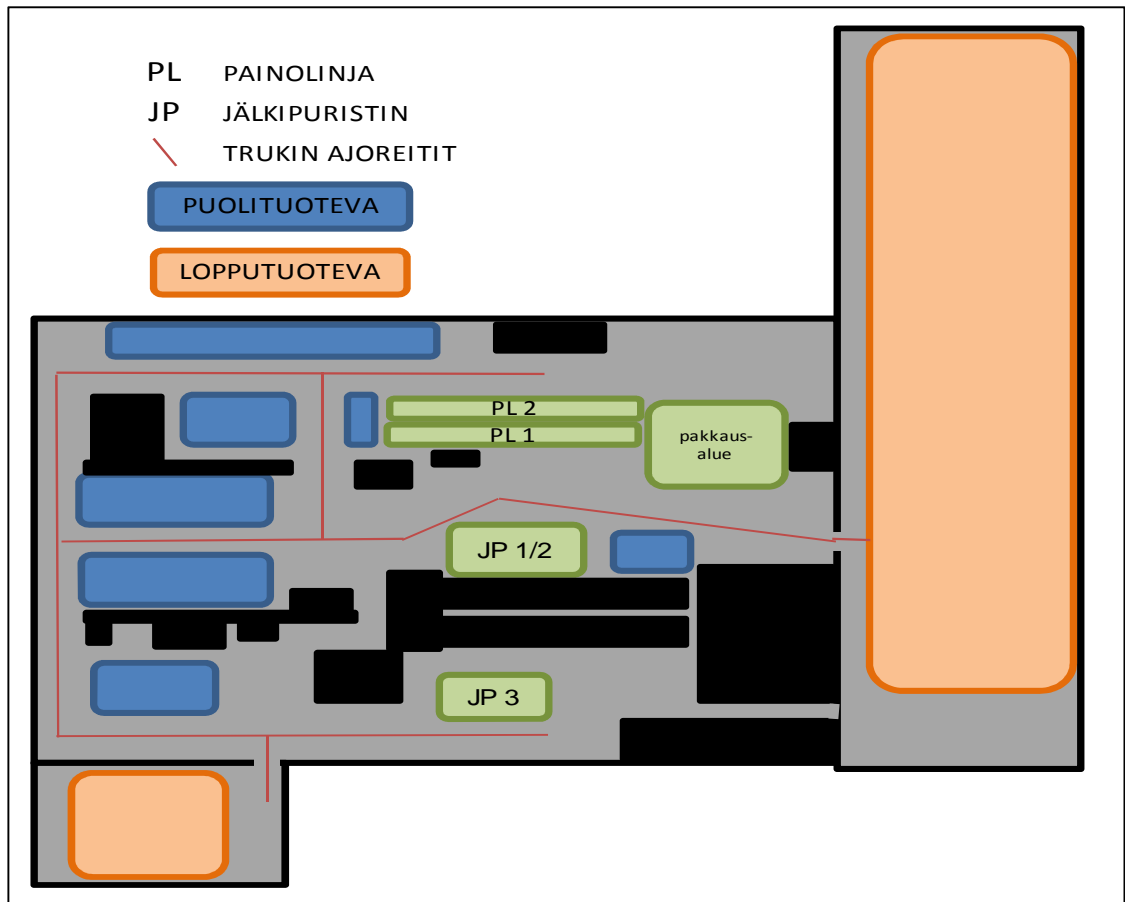 PL PAINOLINJA
JP JÄLKIPURISTIN
TRUKIN AJOREITIT
PUOLITUOTEVA
LOPPUTUOTEVA
PL 2
PL 1
pakkaus-
alue
JP 1/2
JP 3